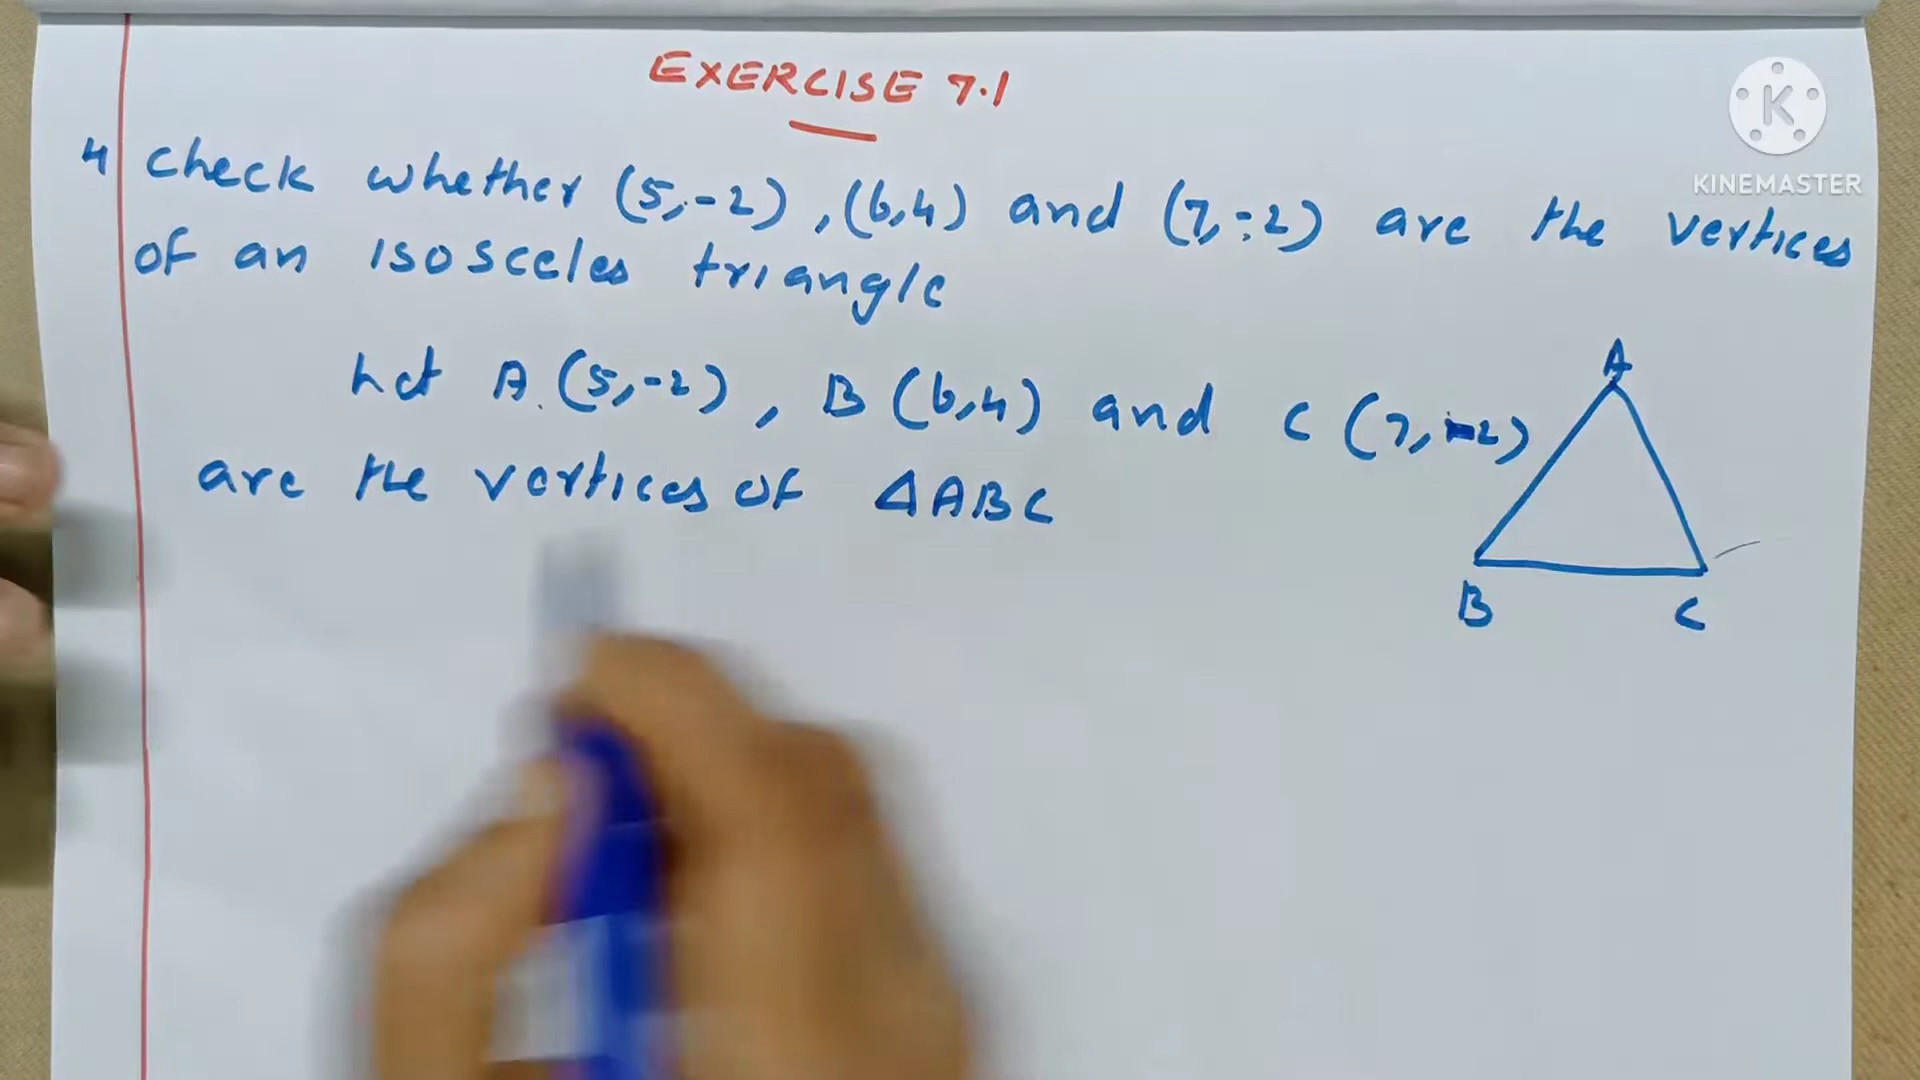 EXERCISE 7.1
K
KINEMASTER
4 Check whether (5,-2), (6,4) and (7,-2) are the vertices
of an isosceles triangle
Let A.(5,-2), B(6,4) and C(7,-2)
are the vertices of △ABC
A
B C